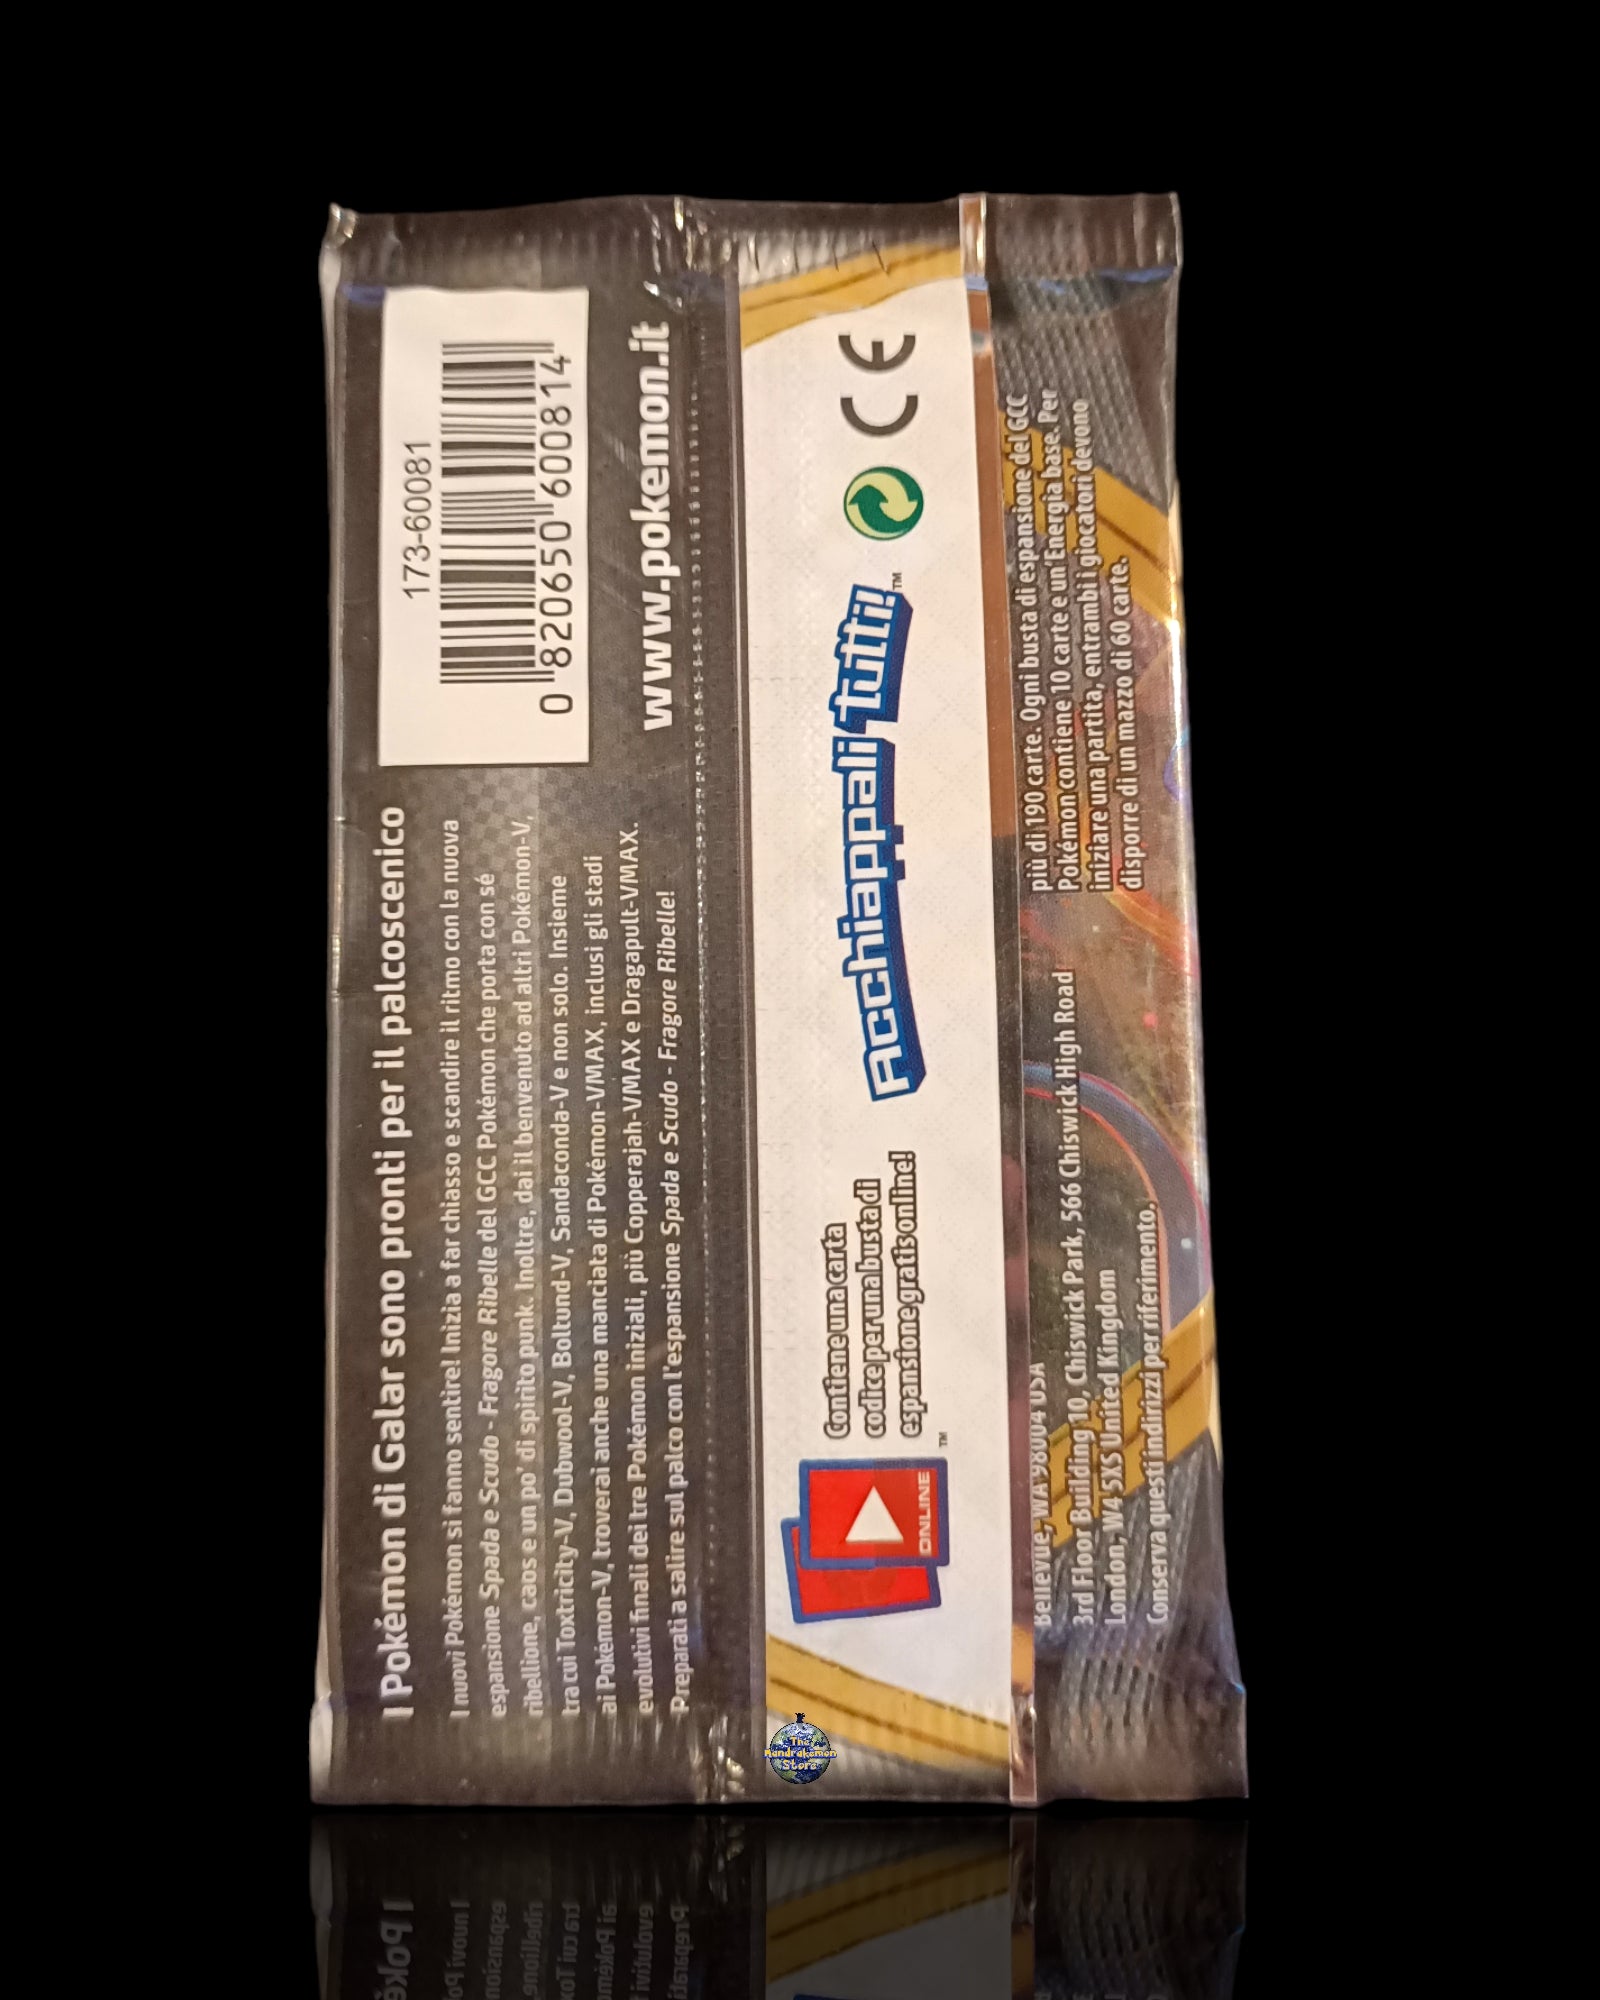 I Pokémon di Galar sono pronti per il palcoscenico
I nuovi Pokémon si fanno sentire! Inizia a far chiasso e scandire il ritmo con la nuova
espansione Spada e Scudo - Fragore Ribelle del GCC Pokémon che porta con sé
ribellione, caos e un po' di spirito punk. Inoltre, dai il benvenuto ad altri Pokémon-V,
tra cui Toxtricity-V, Dubwool-V, Boltund-V, Sandaconda-V e non solo. Insieme
ai Pokémon-V, troverai anche una manciata di Pokémon-VMAX, inclusi gli stadi
evolutivi finali dei tre Pokémon iniziali, più Copperajah-VMAX e Dragapult-VMAX.
Preparati a salire sul palco con l'espansione Spada e Scudo - Fragore Ribelle!
173-60081
0 820650 600814
www.pokemon.it
ONLINE
TM
Contiene una carta
codice per una busta di
espansione gratis online!
Acchiappali tutti!
TM
CE
Bellevue, WA 98004 USA
3rd Floor Building 10, Chiswick Park, 566 Chiswick High Road
London, W4 5XS United Kingdom
Conserva questi indirizzi per riferimento.
più di 190 carte. Ogni busta di espansione del GCC
Pokémon contiene 10 carte e un'Energia base. Per
iniziare una partita, entrambi i giocatori devono
disporre di un mazzo di 60 carte.
The
Mandrakemon
Store